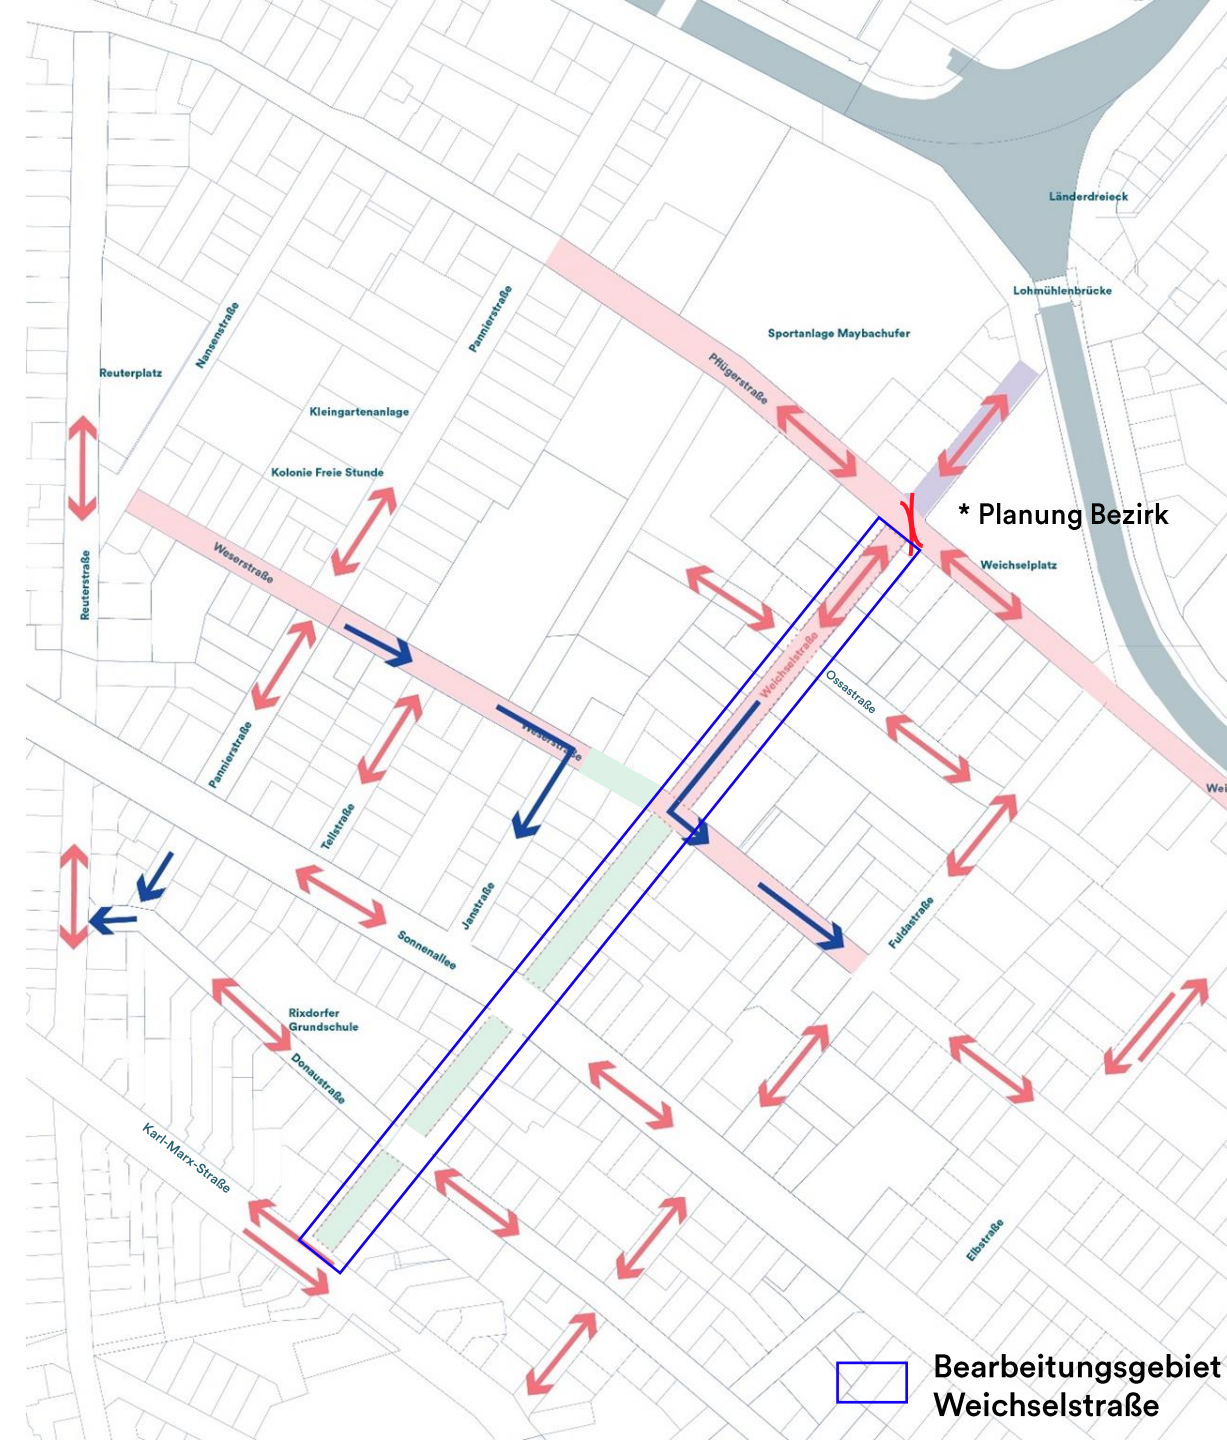 Länderdreieck
Lohmühlenbrücke
Sportanlage Maybachufer
Pannierstraße
Nansenstraße
Reuterplatz
Pflügerstraße
Kleingartenanlage
Kolonie Freie Stunde
* Planung Bezirk
Weserstraße
Weichselplatz
Reuterstraße
Weichselstraße
Ossastraße
Weserstraße
Pannierstraße
Wei
Tellstraße
Janstraße
Fuldastraße
Sonnenallee
Rixdorfer
Grundschule
Donaustraße
Karl-Marx-Straße
Elbstraße
Bearbeitungsgebiet
Weichselstraße